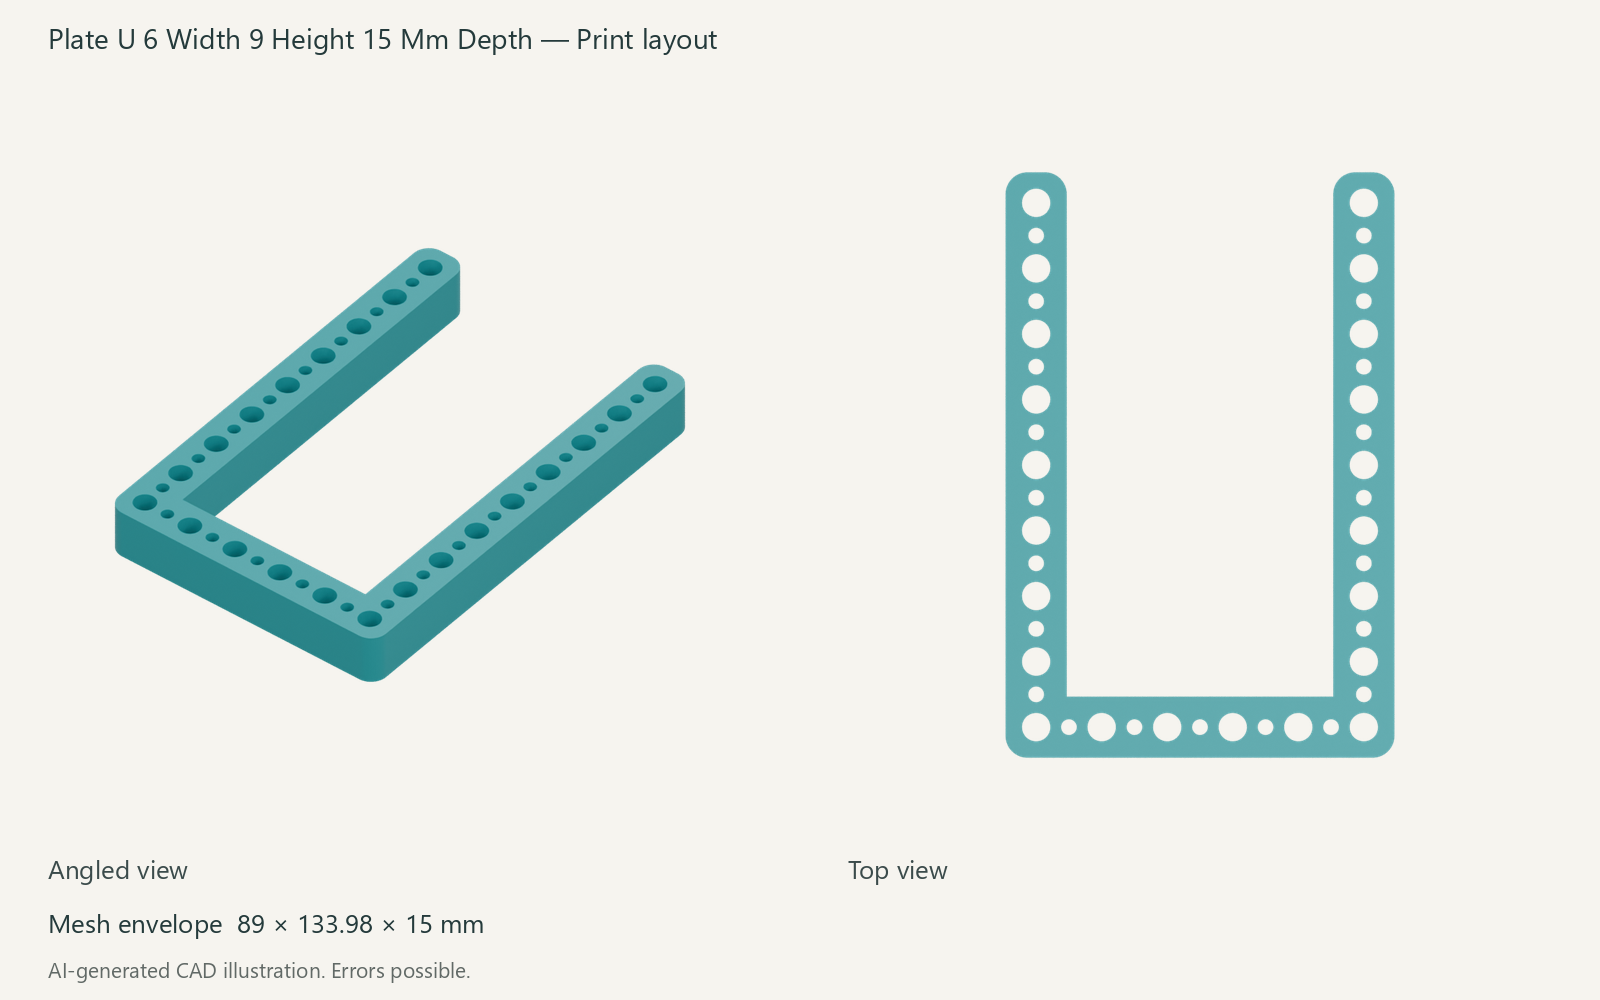 Plate U 6 Width 9 Height 15 Mm Depth — Print layout
Angled view
Top view
Mesh envelope  89 × 133.98 × 15 mm
AI-generated CAD illustration. Errors possible.